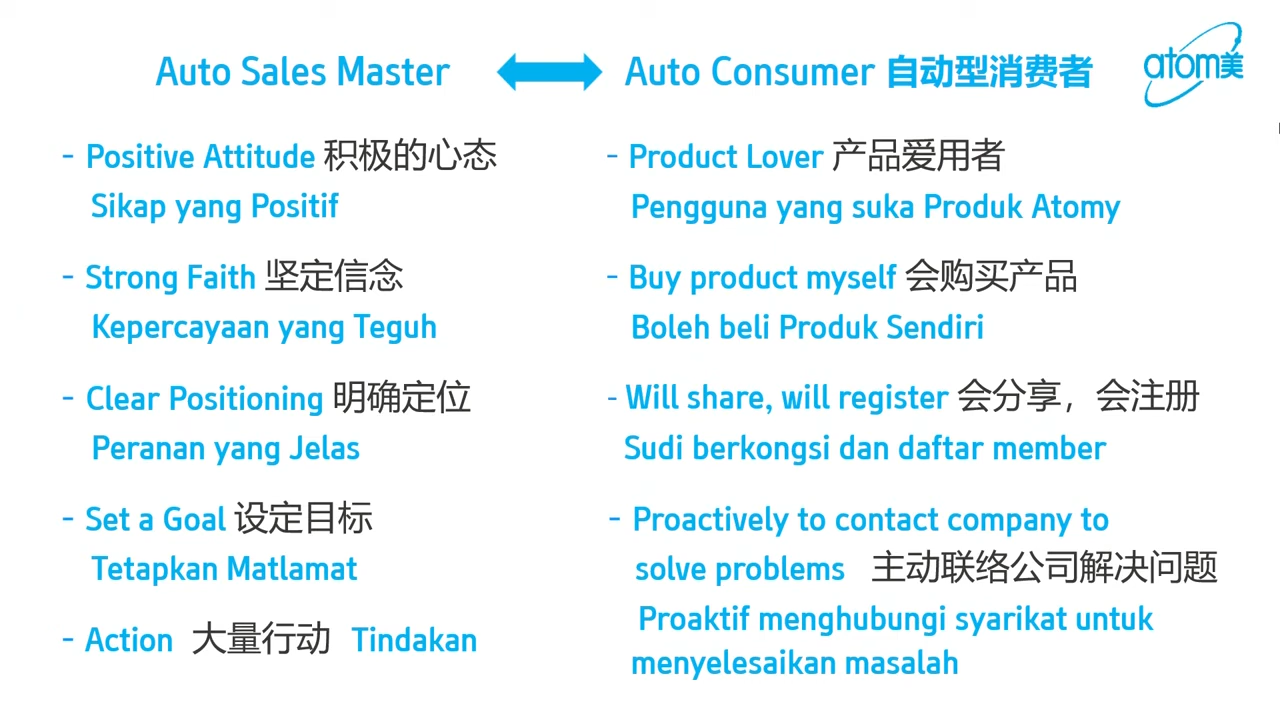 Auto Sales Master
Auto Consumer 自动型消费者
atom美
- Positive Attitude 积极的心态
Sikap yang Positif
- Strong Faith 坚定信念
Kepercayaan yang Teguh
- Clear Positioning 明确定位
Peranan yang Jelas
- Set a Goal 设定目标
Tetapkan Matlamat
- Action 大量行动 Tindakan
- Product Lover 产品爱用者
Pengguna yang suka Produk Atomy
- Buy product myself 会购买产品
Boleh beli Produk Sendiri
- Will share, will register 会分享，会注册
Sudi berkongsi dan daftar member
- Proactively to contact company to
solve problems 主动联络公司解决问题
Proaktif menghubungi syarikat untuk
menyelesaikan masalah